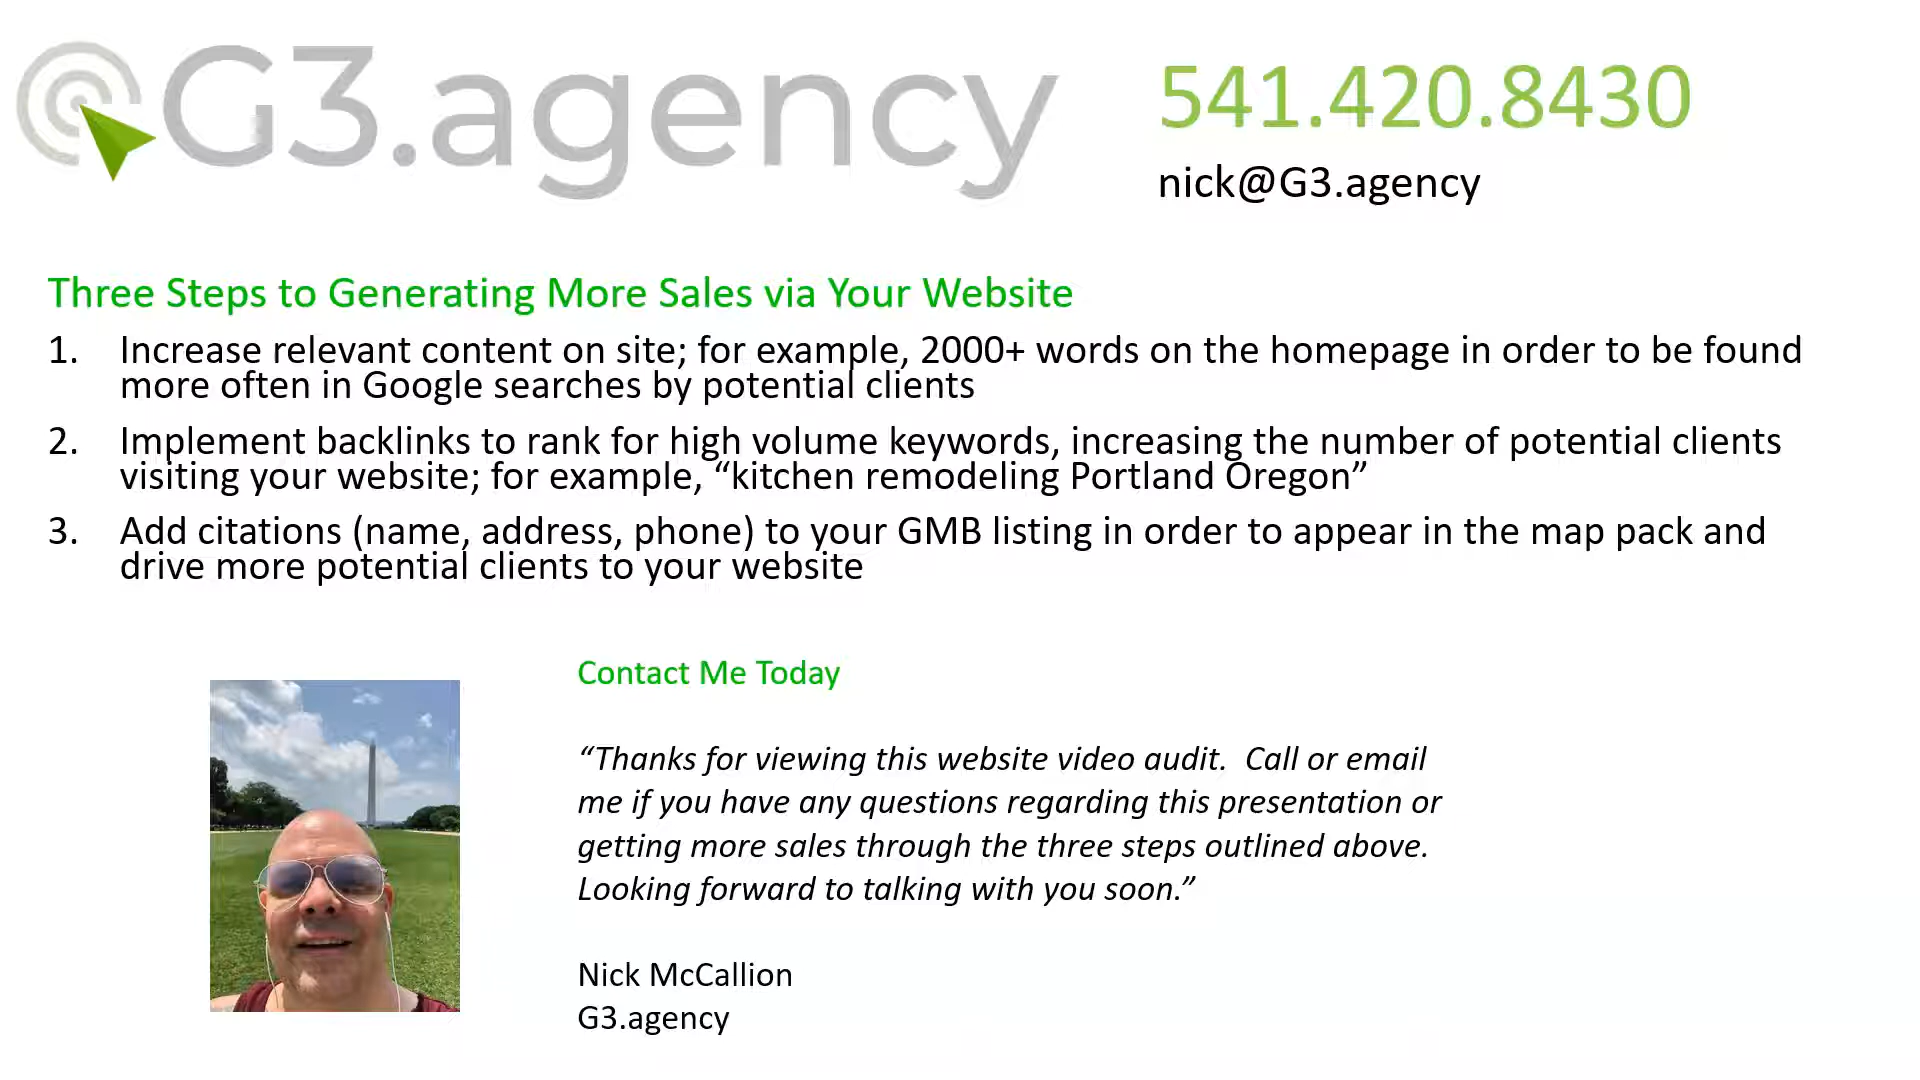 G3.agency
541.420.8430
nick@G3.agency
Three Steps to Generating More Sales via Your Website
1. Increase relevant content on site; for example, 2000+ words on the homepage in order to be found
more often in Google searches by potential clients
2. Implement backlinks to rank for high volume keywords, increasing the number of potential clients
visiting your website; for example, “kitchen remodeling Portland Oregon”
3. Add citations (name, address, phone) to your GMB listing in order to appear in the map pack and
drive more potential clients to your website
Contact Me Today
“Thanks for viewing this website video audit.  Call or email
me if you have any questions regarding this presentation or
getting more sales through the three steps outlined above.
Looking forward to talking with you soon.”
Nick McCallion
G3.agency